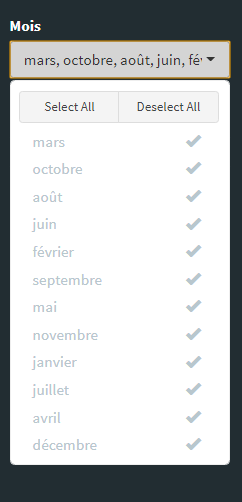 Mois
mars, octobre, août, juin, fév
Select All Deselect All
mars
octobre
août
juin
février
septembre
mai
novembre
janvier
juillet
avril
décembre